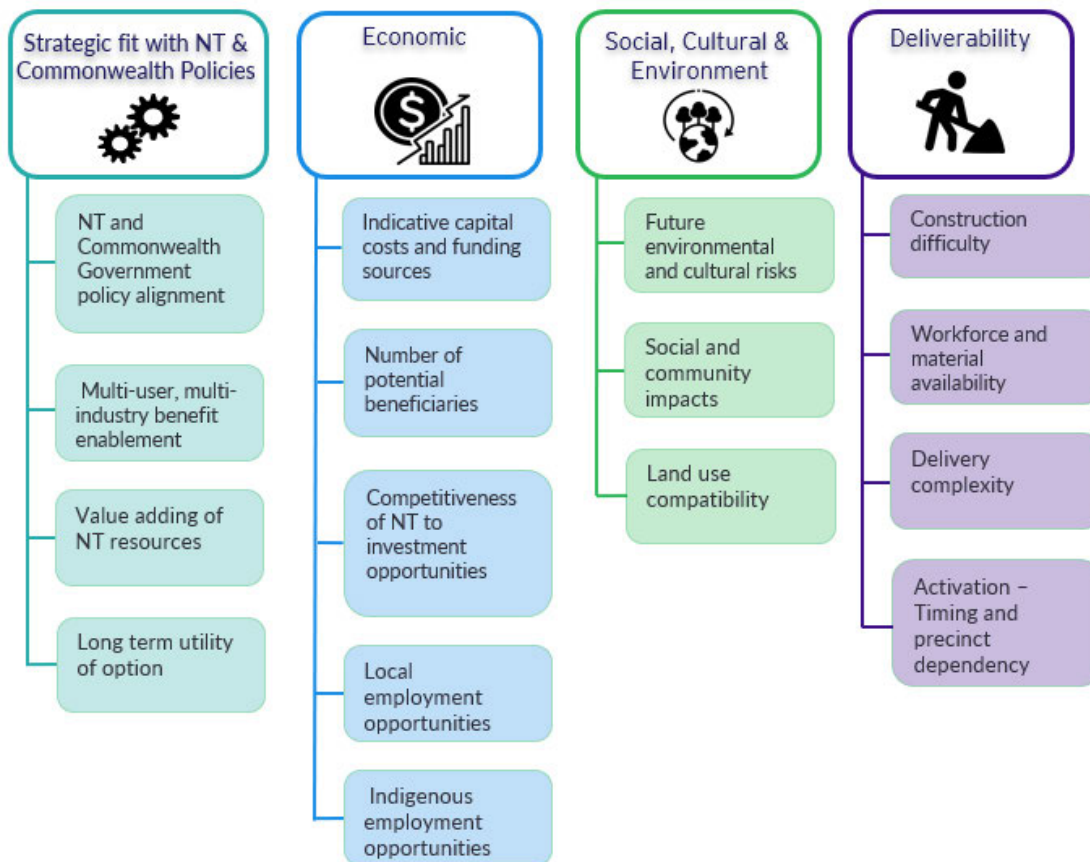 Strategic fit with NT &
Commonwealth Policies
NT and
Commonwealth
Government
policy alignment
Multi-user, multi-
industry benefit
enablement
Value adding of
NT resources
Long term utility
of option
Economic
$
Indicative capital
costs and funding
sources
Number of
potential
beneficiaries
Competitiveness
of NT to
investment
opportunities
Local
employment
opportunities
Indigenous
employment
opportunities
Social, Cultural &
Environment
Future
environmental
and cultural risks
Social and
community
impacts
Land use
compatibility
Deliverability
Construction
difficulty
Workforce and
material
availability
Delivery
complexity
Activation –
Timing and
precinct
dependency